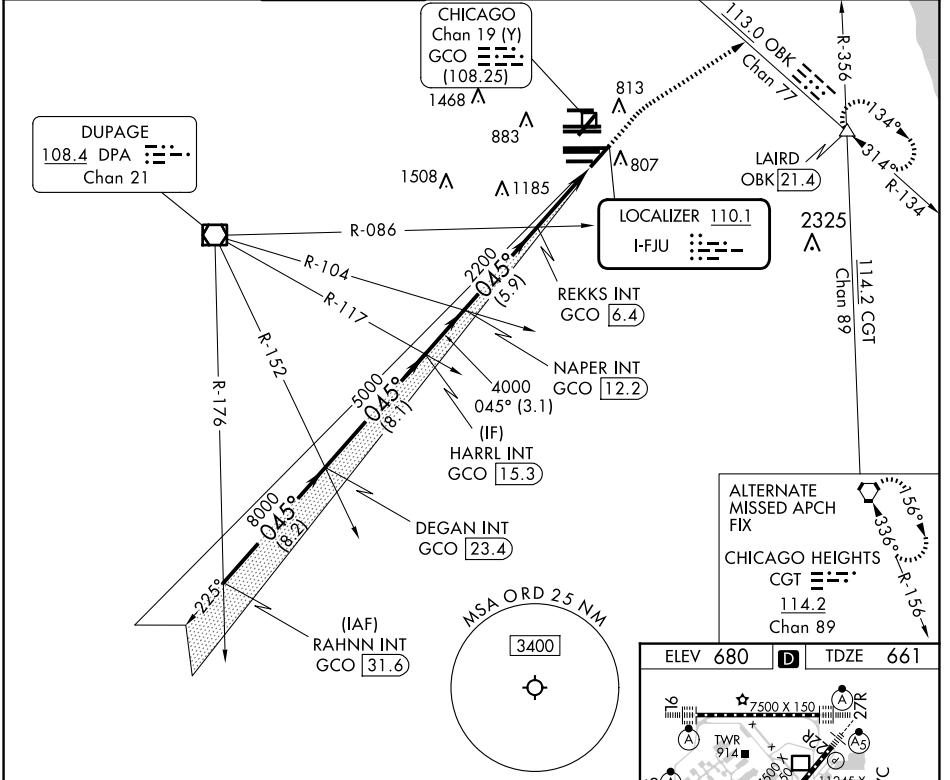 CHICAGO
Chan 19 (Y)
GCO
(108.25)
113.0 OBK
Chan 77
R-356
1468
813
883
807
134°
314°
R-134
DUPAGE
108.4 DPA
Chan 21
1508
1185
LAIRD
OBK 21.4
LOCALIZER 110.1
I-FJU
2325
R-086
R-104
R-117
R-152
R-176
2200
045°
(5.9)
REKKS INT
GCO 6.4
114.2 CGT
Chan 89
NAPER INT
GCO 12.2
4000
045° (3.1)
5000
045°
(8.1)
(IF)
HARRL INT
GCO 15.3
8000
045°
(8.2)
DEGAN INT
GCO 23.4
225°
(IAF)
RAHNN INT
GCO 31.6
MSA ORD 25 NM
3400
ALTERNATE
MISSED APCH
FIX
156°
336°
R-156
CHICAGO HEIGHTS
CGT
114.2
Chan 89
ELEV 680 D TDZE 661
9L
7500 X 150
27R
A
A
A5
TWR
914
22R
P